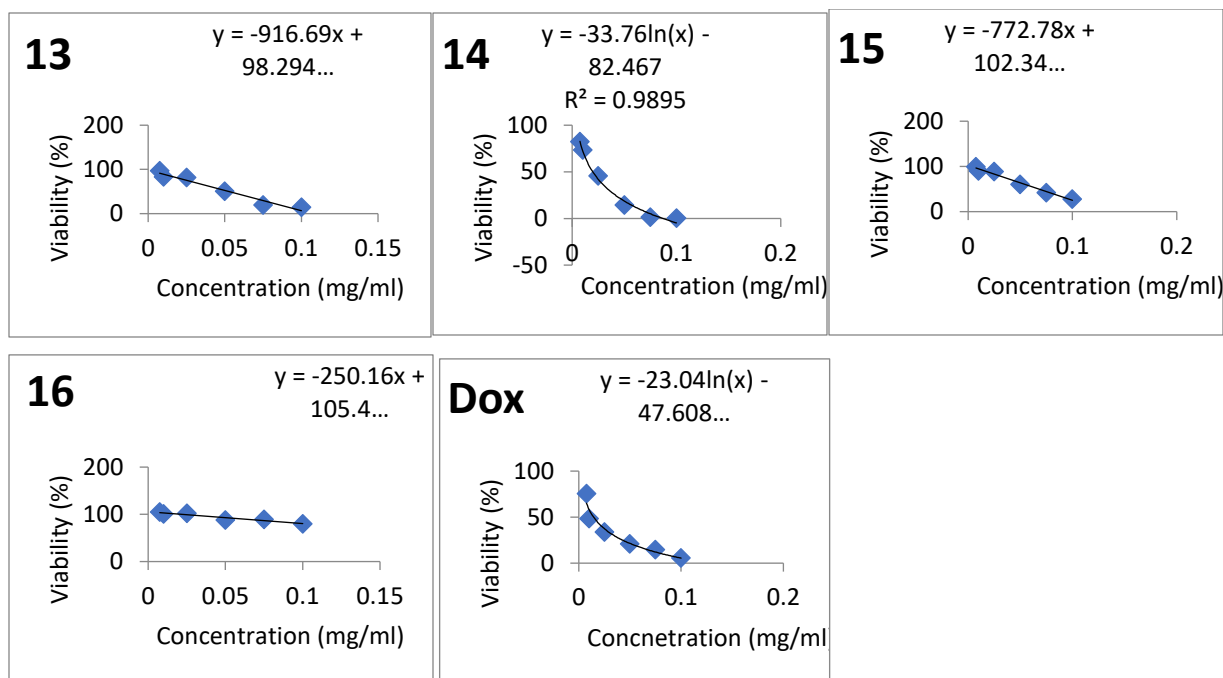 13
y = -916.69x +
98.294...
200
100
0
0 0.05 0.1 0.15
Viability (%)
Concentration (mg/ml)
14
y = -33.76ln(x) -
82.467
R² = 0.9895
100
50
0
-50
0 0.1 0.2
Viability (%)
Concentration (mg/ml)
15
y = -772.78x +
102.34...
200
100
0
0 0.1 0.2
Viability (%)
Concentration (mg/ml)
16
y = -250.16x +
105.4...
200
100
0
0 0.05 0.1 0.15
Viability (%)
Concentration (mg/ml)
Dox
y = -23.04ln(x) -
47.608...
100
50
0
0 0.1 0.2
Viability (%)
Concnetration (mg/ml)